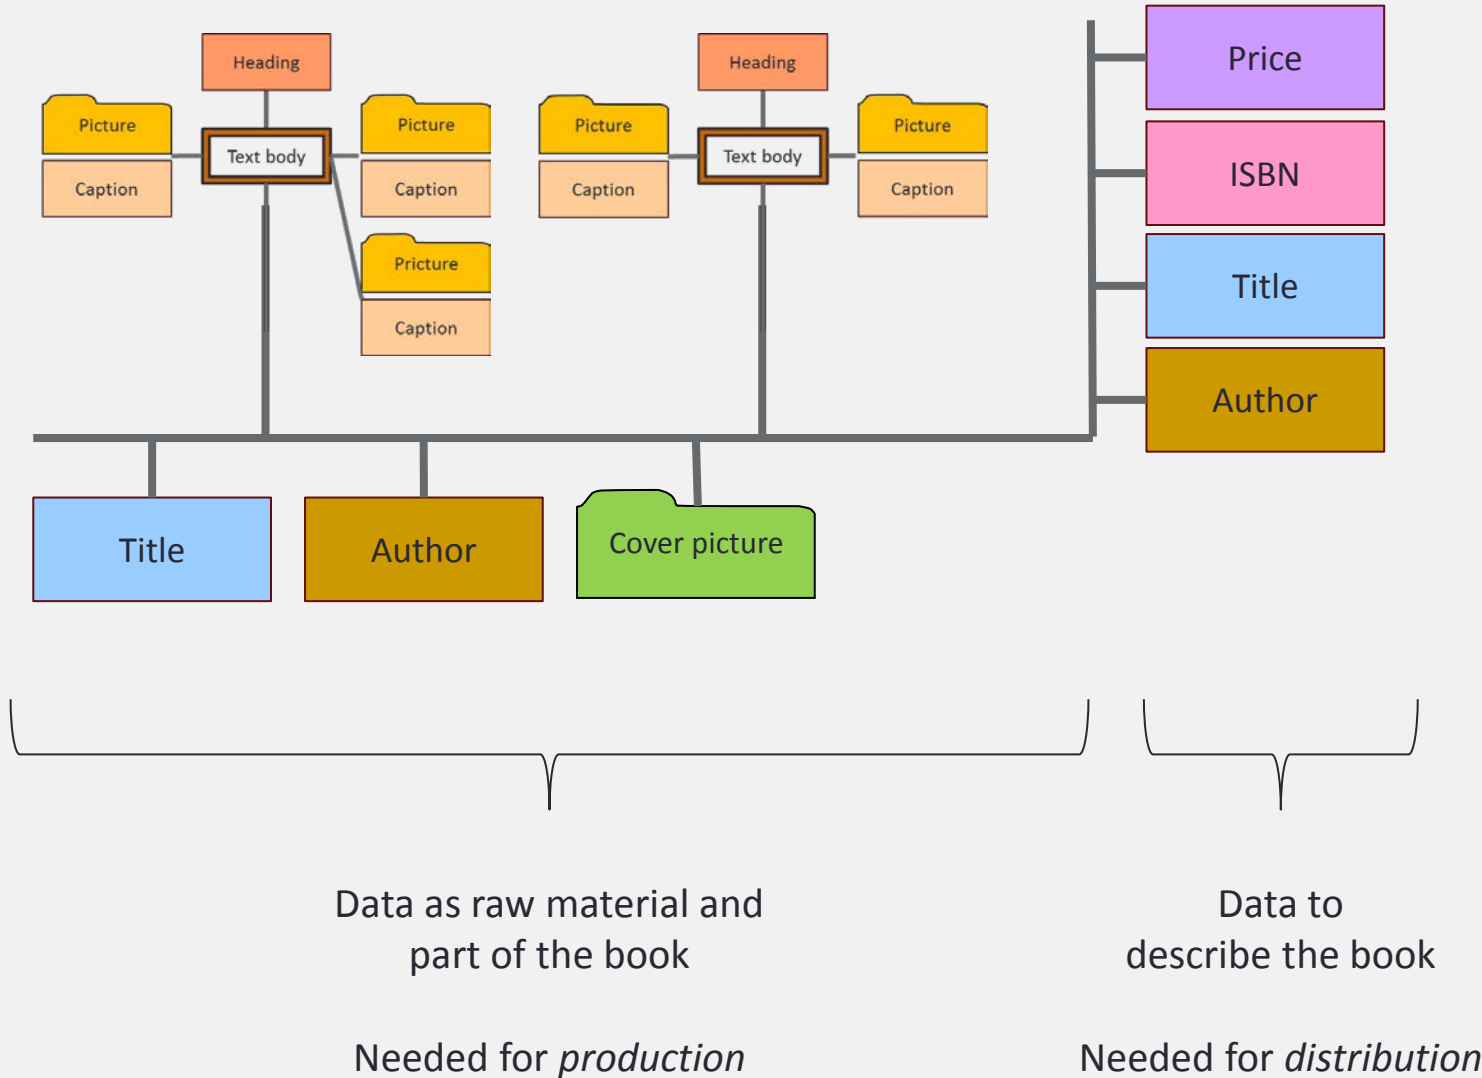 Heading
Picture
Text body
Picture
Caption
Caption
Pricture
Caption
Heading
Picture
Text body
Picture
Caption
Caption
Price
ISBN
Title
Author
Title
Author
Cover picture
Data as raw material and
part of the book
Needed for production
Data to
describe the book
Needed for distribution